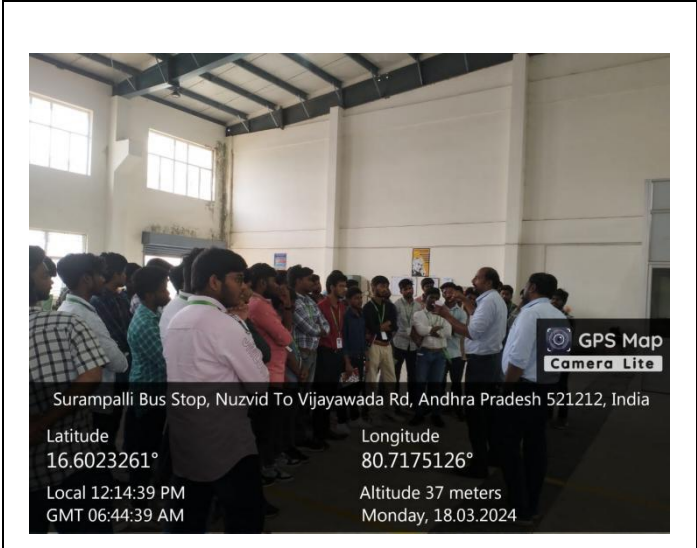 GPS Map
Camera Lite
Surampalli Bus Stop, Nuzvid To Vijayawada Rd, Andhra Pradesh 521212, India
Latitude
16.6023261°
Longitude
80.7175126°
Local 12:14:39 PM
GMT 06:44:39 AM
Altitude 37 meters
Monday, 18.03.2024